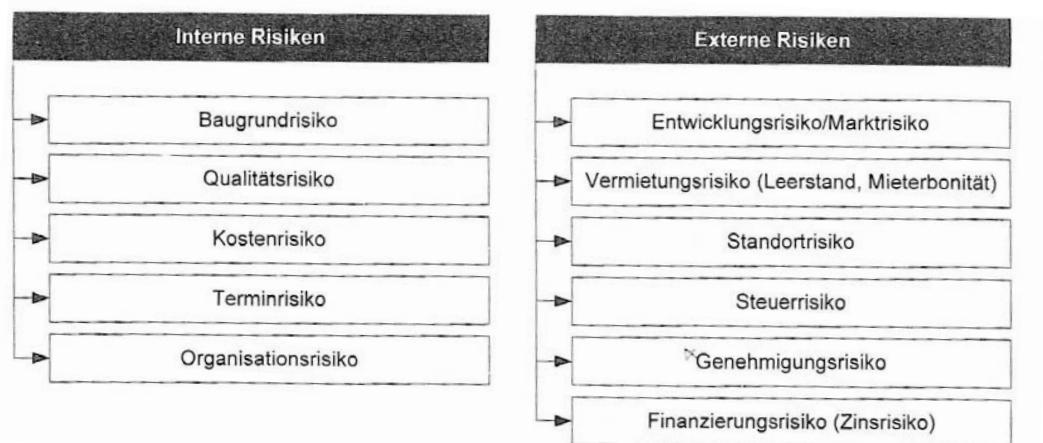 Interne Risiken
Baugrundrisiko
Qualitätsrisiko
Kostenrisiko
Terminrisiko
Organisationsrisiko
Externe Risiken
Entwicklungsrisiko/Marktrisiko
Vermietungsrisiko (Leerstand, Mieterbonität)
Standortrisiko
Steuerrisiko
Genehmigungsrisiko
Finanzierungsrisiko (Zinsrisiko)